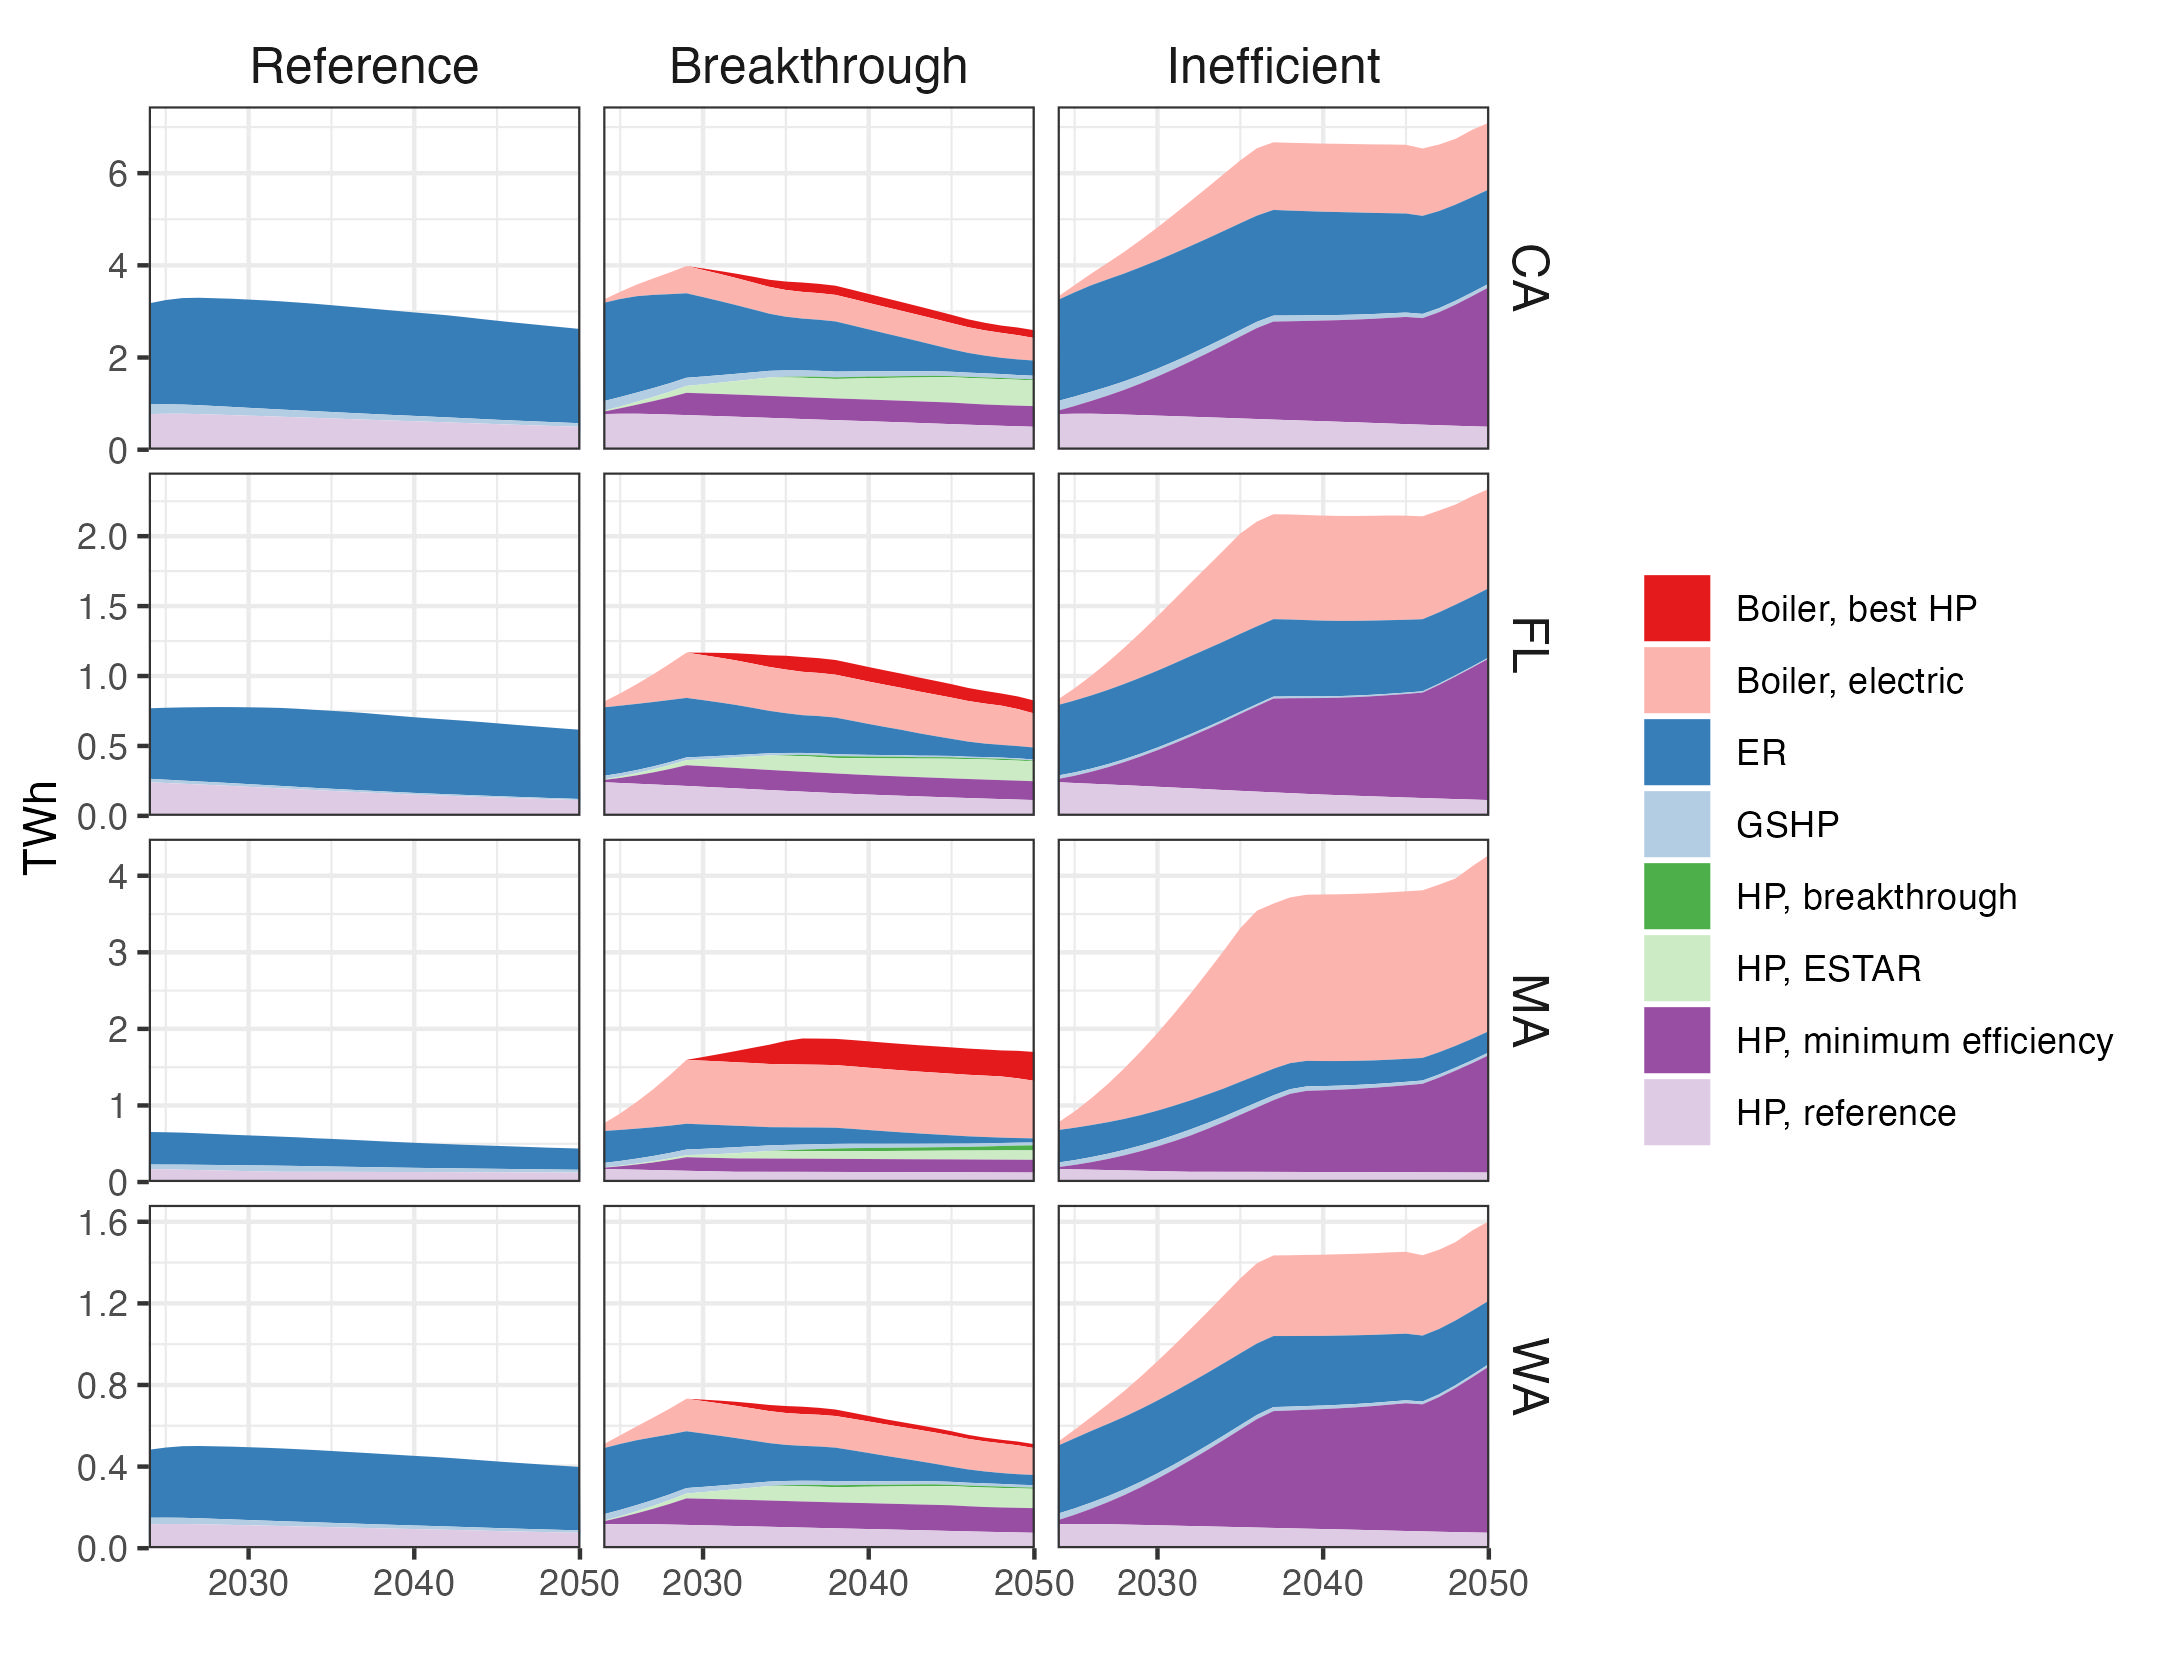 Reference Breakthrough Inefficient
6
4
2
0
CA
2.0
1.5
1.0
0.5
0.0
FL
TWh
4
3
2
1
0
MA
1.6
1.2
0.8
0.4
0.0
WA
2030 2040 2050 2030 2040 2050 2030 2040 2050
Boiler, best HP
Boiler, electric
ER
GSHP
HP, breakthrough
HP, ESTAR
HP, minimum efficiency
HP, reference